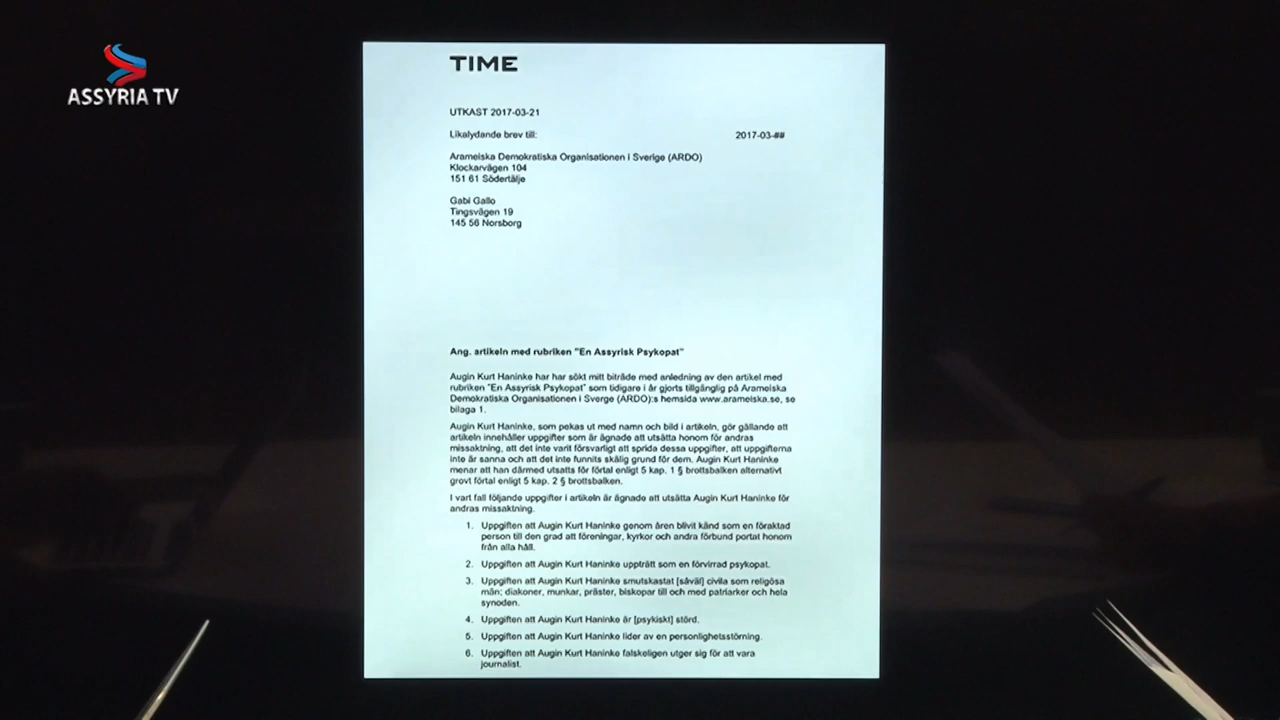 ASSYRIA TV
TIME
UTKAST 2017-03-21
Likalydande brev till:
2017-03-##
Arameiska Demokratiska Organisationen i Sverige (ARDO)
Klockarvägen 104
151 61 Södertälje
Gabi Gallo
Tingsvägen 19
145 56 Norsborg
Ang. artikeln med rubriken "En Assyrisk Psykopat"
Augin Kurt Haninke har har sökt mitt biträde med anledning av den artikel med
rubriken "En Assyrisk Psykopat" som tidigare i år gjorts tillgänglig på Arameiska
Demokratiska Organisationen i Sverge (ARDO):s hemsida www.arameiska.se, se
bilaga 1.
Augin Kurt Haninke, som pekas ut med namn och bild i artikeln, gör gällande att
artikeln innehåller uppgifter som är ägnade att utsätta honom för andras
missaktning, att det inte varit försvarligt att sprida dessa uppgifter, att uppgifterna
inte är sanna och att det inte funnits skälig grund för dem. Augin Kurt Haninke
menar att han därmed utsatts för förtal enligt 5 kap. 1 § brottsbalken alternativt
grovt förtal enligt 5 kap. 2 § brottsbalken.
I vart fall följande uppgifter i artikeln är ägnade att utsätta Augin Kurt Haninke för
andras missaktning.
1. Uppgiften att Augin Kurt Haninke genom åren blivit känd som en föraktad
person till den grad att föreningar, kyrkor och andra förbund portat honom
från alla håll.
2. Uppgiften att Augin Kurt Haninke uppträtt som en förvirrad psykopat.
3. Uppgiften att Augin Kurt Haninke smutskastat [såväl] civila som religösa
män; diakoner, munkar, präster, biskopar till och med patriarker och hela
synoden.
4. Uppgiften att Augin Kurt Haninke är [psykiskt] störd.
5. Uppgiften att Augin Kurt Haninke lider av en personlighetsstörning.
6. Uppgiften att Augin Kurt Haninke falskeligen utger sig för att vara
journalist.